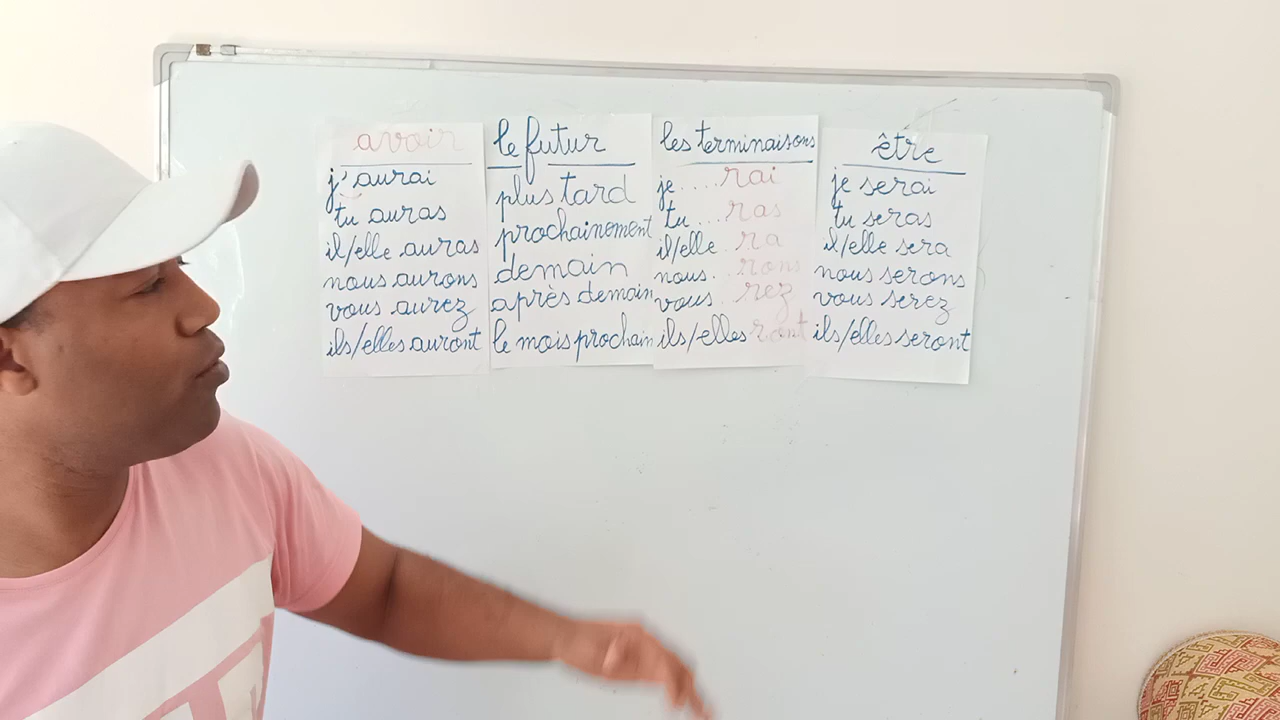 avoir
j'aurai
tu auras
il/elle auras
nous aurons
vous aurez
ils/elles auront
le futur
plus tard
prochainement
demain
après demain
le mois prochain
les terminaisons
je....rai
tu...ras
il/elle..ra
nous..rons
vous..rez
ils/elles ront
être
je serai
tu seras
il/elle sera
nous serons
vous serez
ils/elles seront